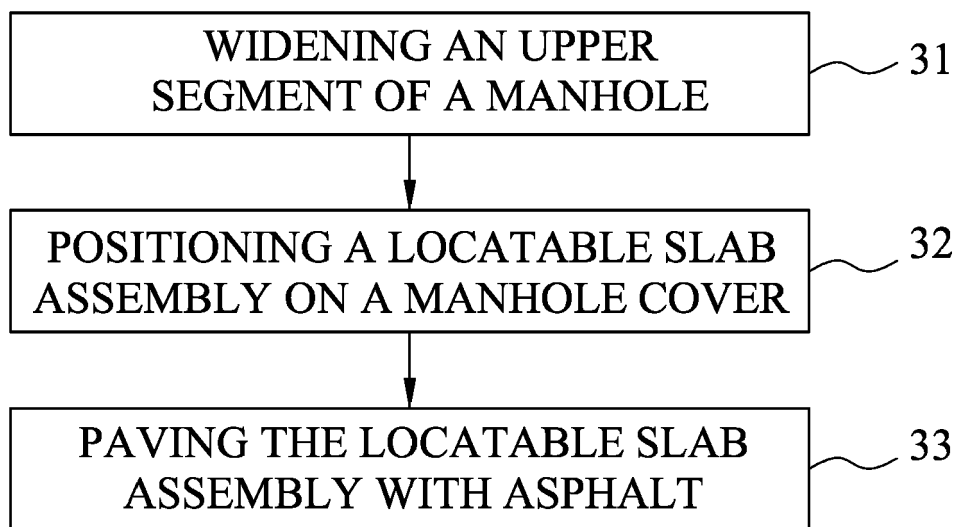 WIDENING AN UPPER
SEGMENT OF A MANHOLE
31
POSITIONING A LOCATABLE SLAB
ASSEMBLY ON A MANHOLE COVER
32
PAVING THE LOCATABLE SLAB
ASSEMBLY WITH ASPHALT
33